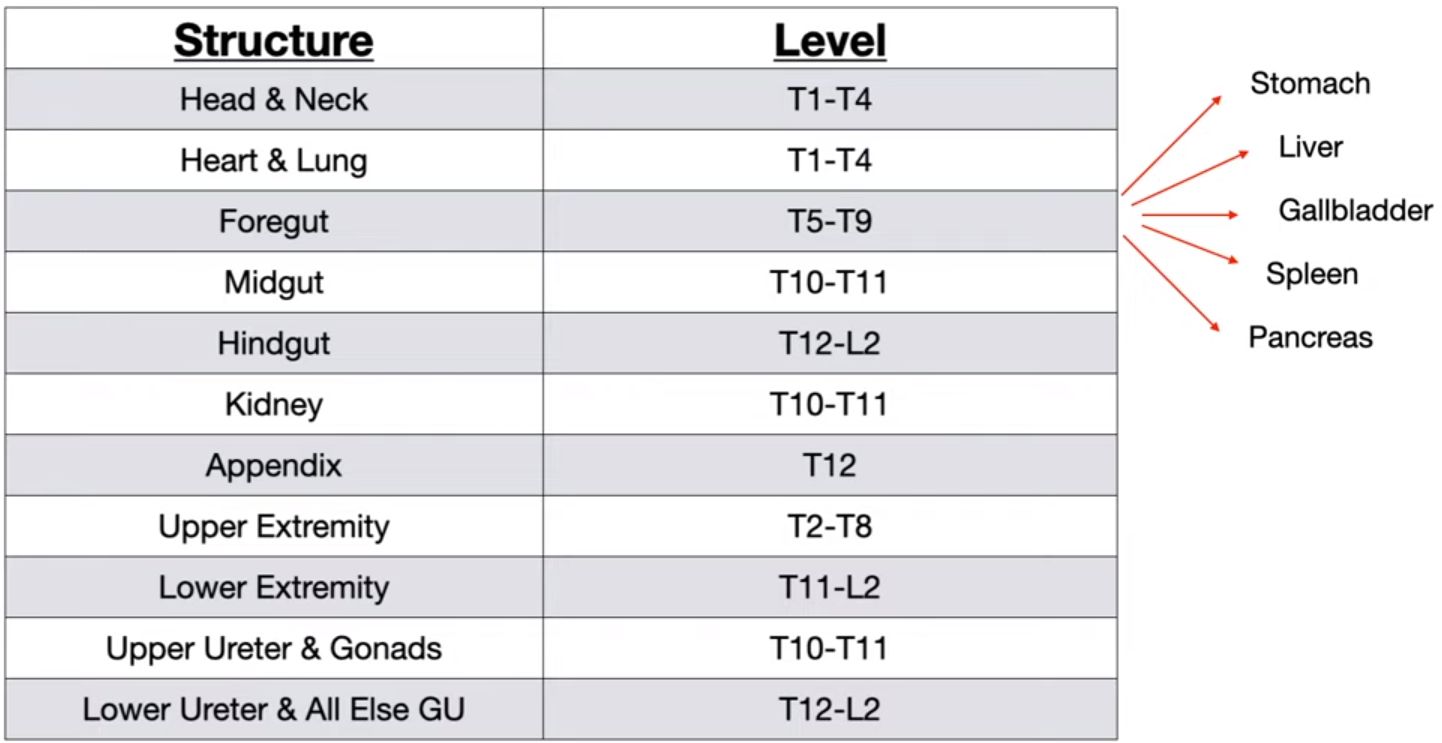 Structure Level
Head & Neck T1-T4
Heart & Lung T1-T4
Foregut T5-T9
Midgut T10-T11
Hindgut T12-L2
Kidney T10-T11
Appendix T12
Upper Extremity T2-T8
Lower Extremity T11-L2
Upper Ureter & Gonads T10-T11
Lower Ureter & All Else GU T12-L2
Stomach
Liver
Gallbladder
Spleen
Pancreas